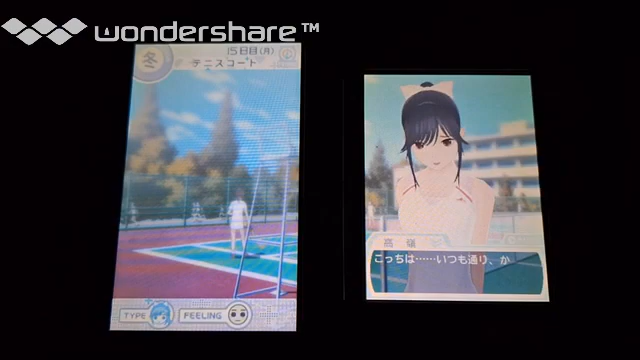 wondershare™
冬
15日目(月)
テニスコート
TYPE
FEELING
高嶺
こっちは……いつも通り、か